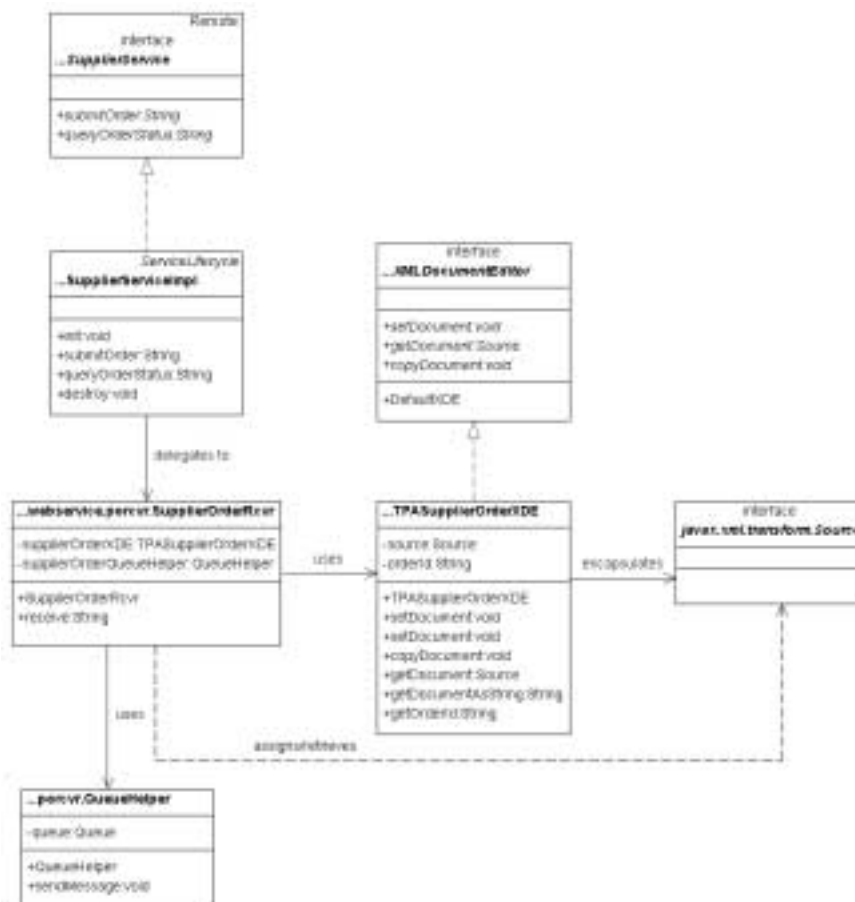 Remote
interface
...SupplierService
+submitOrder:String
+queryOrderStatus:String
ServiceLifecycle
...SupplierServiceImpl
+init:void
+submitOrder:String
+queryOrderStatus:String
+destroy:void
delegates to
interface
...XMLDocumentEditor
+setDocument:void
+getDocument:Source
+copyDocument:void
+DefaultXDE
...webservice.porcvr.SupplierOrderRcvr
-supplierOrderXDE:TPASupplierOrderXDE
-supplierOrderQueueHelper:QueueHelper
+SupplierOrderRcvr
+receive:String
uses
...TPASupplierOrderXDE
-source:Source
-orderId:String
+TPASupplierOrderXDE
+setDocument:void
+setDocument:void
+copyDocument:void
+getDocument:Source
+getDocumentAsString:String
+getOrderId:String
encapsulates
interface
javax.xml.transform.Source
uses
assigns/retrieves
...porcvr.QueueHelper
-queue:Queue
+QueueHelper
+sendMessage:void